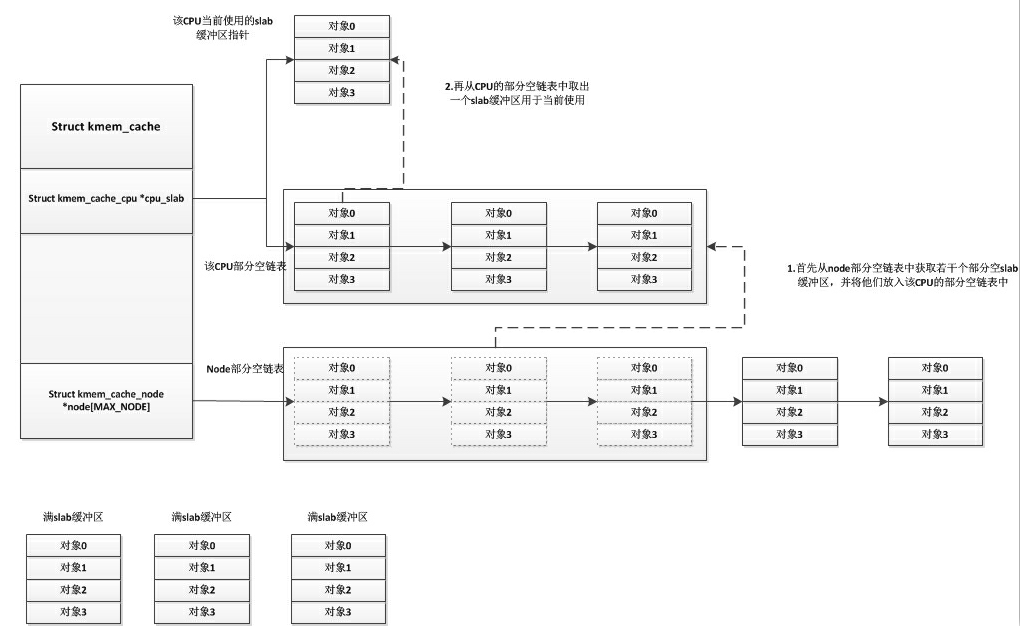 该CPU当前使用的slab
缓冲区指针
对象0
对象1
对象2
对象3
2.再从CPU的部分空链表中取出
一个slab缓冲区用于当前使用
Struct kmem_cache
Struct kmem_cache_cpu *cpu_slab
该CPU部分空链表
对象0
对象1
对象2
对象3
对象0
对象1
对象2
对象3
对象0
对象1
对象2
对象3
1.首先从node部分空链表中获取若干个部分空slab
缓冲区，并将他们放入该CPU的部分空链表中
Struct kmem_cache_node
*node[MAX_NODE]
Node部分空链表
对象0
对象1
对象2
对象3
对象0
对象1
对象2
对象3
对象0
对象1
对象2
对象3
对象0
对象1
对象2
对象3
对象0
对象1
对象2
对象3
满slab缓冲区
对象0
对象1
对象2
对象3
满slab缓冲区
对象0
对象1
对象2
对象3
满slab缓冲区
对象0
对象1
对象2
对象3